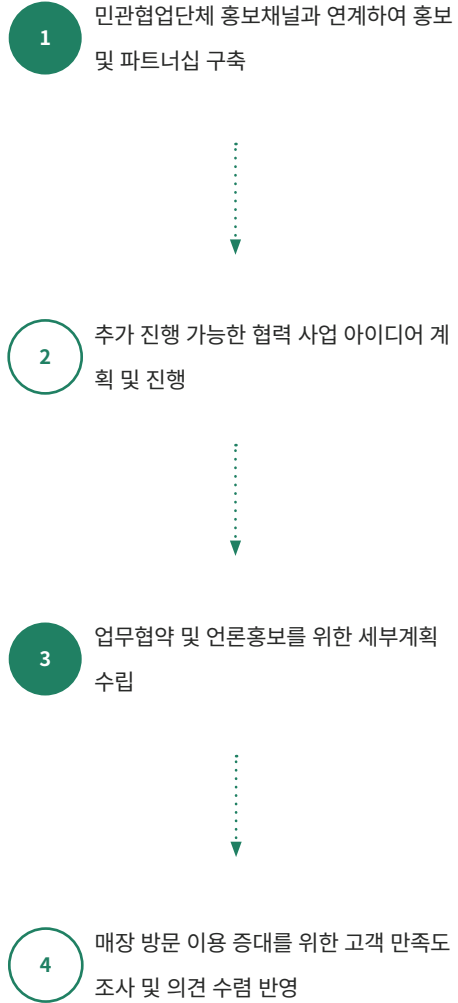 1
민관협업단체 홍보채널과 연계하여 홍보
및 파트너십 구축
2
추가 진행 가능한 협력 사업 아이디어 계
획 및 진행
3
업무협약 및 언론홍보를 위한 세부계획
수립
4
매장 방문 이용 증대를 위한 고객 만족도
조사 및 의견 수렴 반영